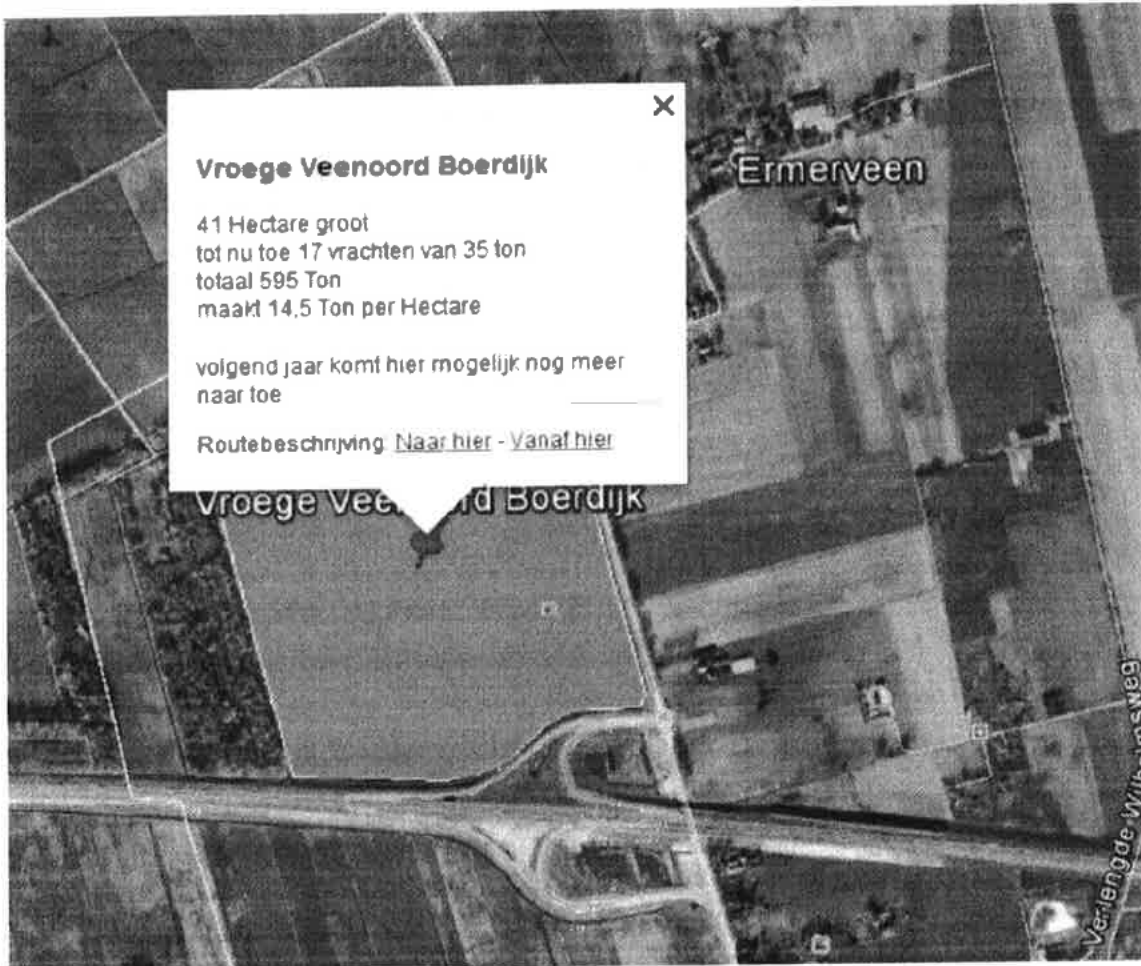 Vroege Veenoord Boerdijk
41 Hectare groot
tot nu toe 17 vrachten van 35 ton
totaal 595 Ton
maakt 14,5 Ton per Hectare
volgend jaar komt hier mogelijk nog meer
naar toe
Routebeschrijving: Naar hier - Vanaf hier
Ermerveen
Vroege Veenoord Boerdijk
Verlengde